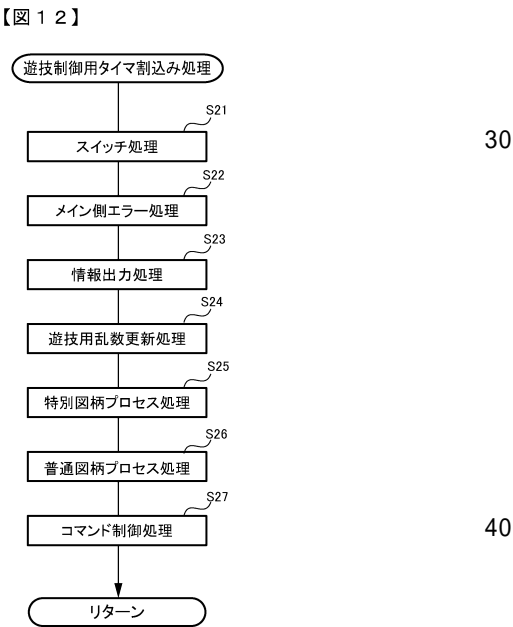 【図１２】
遊技制御用タイマ割込み処理
S21
スイッチ処理
30
S22
メイン側エラー処理
S23
情報出力処理
S24
遊技用乱数更新処理
S25
特別図柄プロセス処理
S26
普通図柄プロセス処理
S27
コマンド制御処理
40
リターン